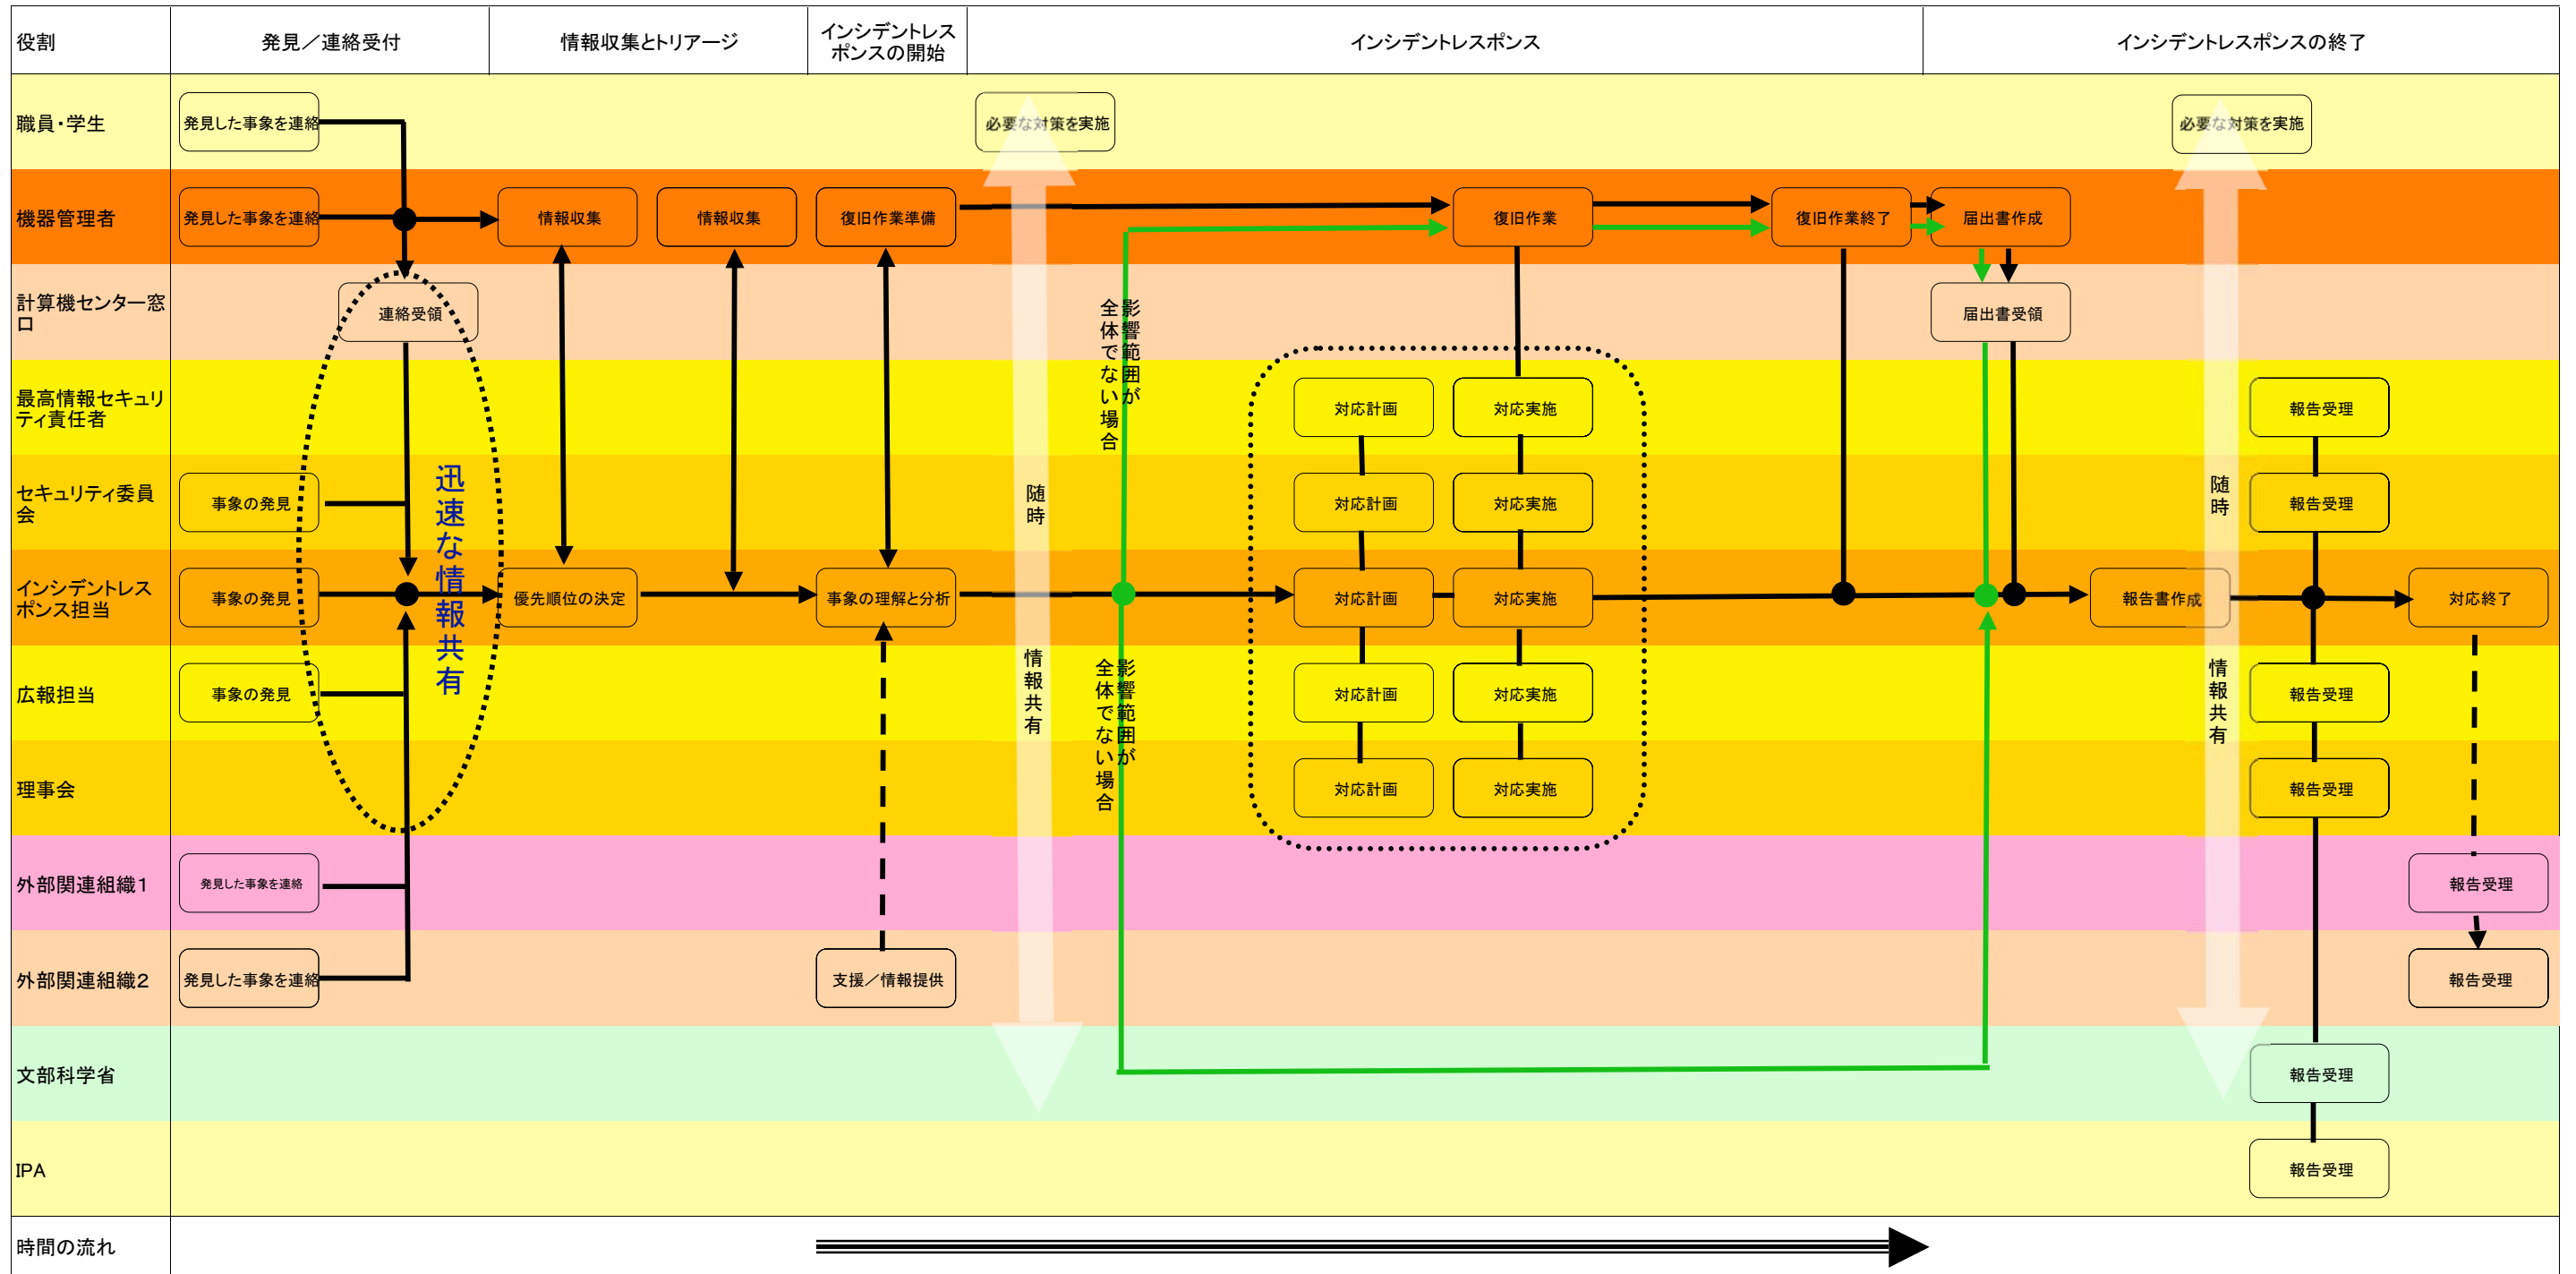 役割
発見／連絡受付
情報収集とトリアージ
インシデントレス
ポンスの開始
インシデントレスポンス
インシデントレスポンスの終了
職員・学生
発見した事象を連絡
必要な対策を実施
必要な対策を実施
機器管理者
発見した事象を連絡
情報収集
情報収集
復旧作業準備
復旧作業
復旧作業終了
届出書作成
計算機センター窓
口
連絡受領
届出書受領
影響範囲が
全体でない場合
最高情報セキュリ
ティ責任者
対応計画
対応実施
報告受理
セキュリティ委員
会
事象の発見
迅速な情報共有
随時
対応計画
対応実施
随時
報告受理
インシデントレス
ポンス担当
事象の発見
優先順位の決定
事象の理解と分析
対応計画
対応実施
報告書作成
対応終了
広報担当
事象の発見
情報共有
影響範囲が
全体でない場合
対応計画
対応実施
情報共有
報告受理
理事会
対応計画
対応実施
報告受理
外部関連組織1
発見した事象を連絡
報告受理
外部関連組織2
発見した事象を連絡
支援／情報提供
報告受理
文部科学省
報告受理
IPA
報告受理
時間の流れ